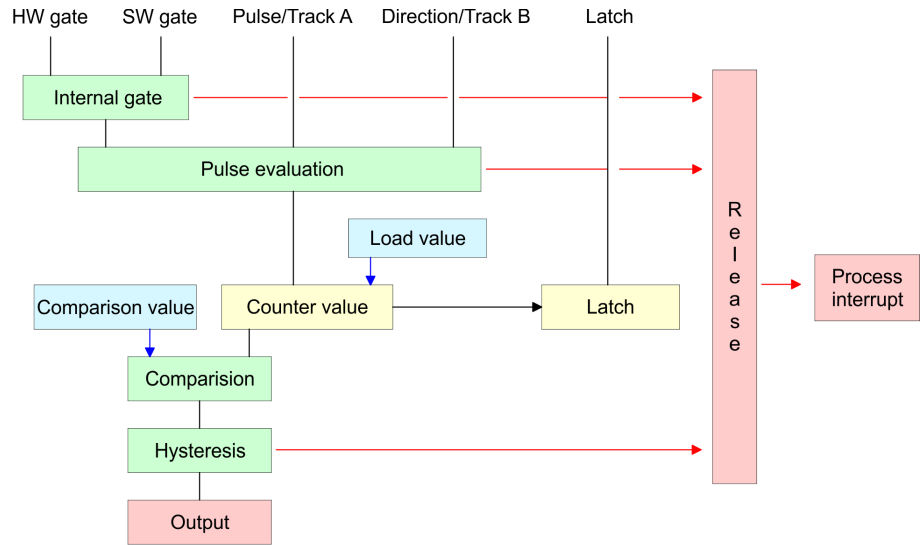 HW gate
SW gate
Pulse/Track A
Direction/Track B
Latch
Internal gate
Pulse evaluation
Load value
Comparison value
Counter value
Latch
Comparision
Hysteresis
Output
Release
Process
interrupt